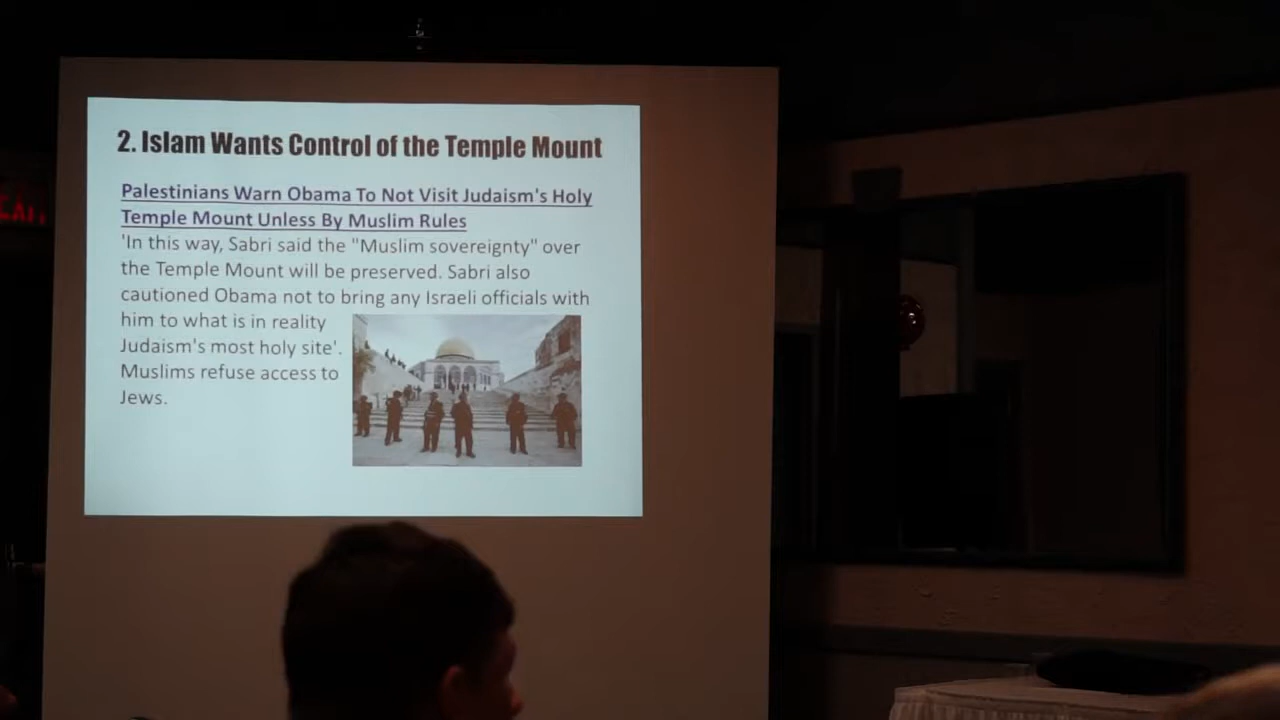 2. Islam Wants Control of the Temple Mount
Palestinians Warn Obama To Not Visit Judaism's Holy
Temple Mount Unless By Muslim Rules
'In this way, Sabri said the "Muslim sovereignty" over
the Temple Mount will be preserved. Sabri also
cautioned Obama not to bring any Israeli officials with
him to what is in reality
Judaism's most holy site'.
Muslims refuse access to
Jews.